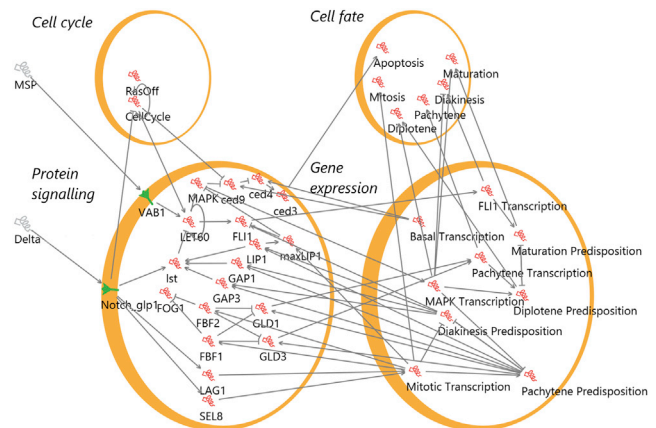 Cell cycle
Cell fate
Apoptosis
Maturation
MSP
RasOff
Mitosis
Diakinesis
Pachytene
CellCycle
Diplotene
Protein
signalling
Gene
expression
MAPK
ced9
ced4
ced3
VAB1
FLI1 Transcription
Delta
LET60
FLI1
Basal Transcription
Maturation Predisposition
lst
LIP1
maxLIP1
Pachytene Transcription
GAP1
Notch_glp1
FOG1
GAP3
MAPK Transcription
Diplotene Predisposition
FBF2
GLD1
Diakinesis Predisposition
FBF1
GLD3
LAG1
Mitotic Transcription
Pachytene Predisposition
SEL8